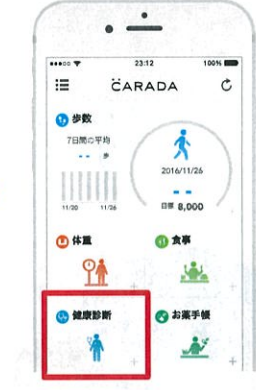 23:12
100%
CARADA
歩数
7日間の平均
-- 歩
2016/11/26
--
目標 8,000
11/20 11/26
体重
食事
健康診断
お薬手帳